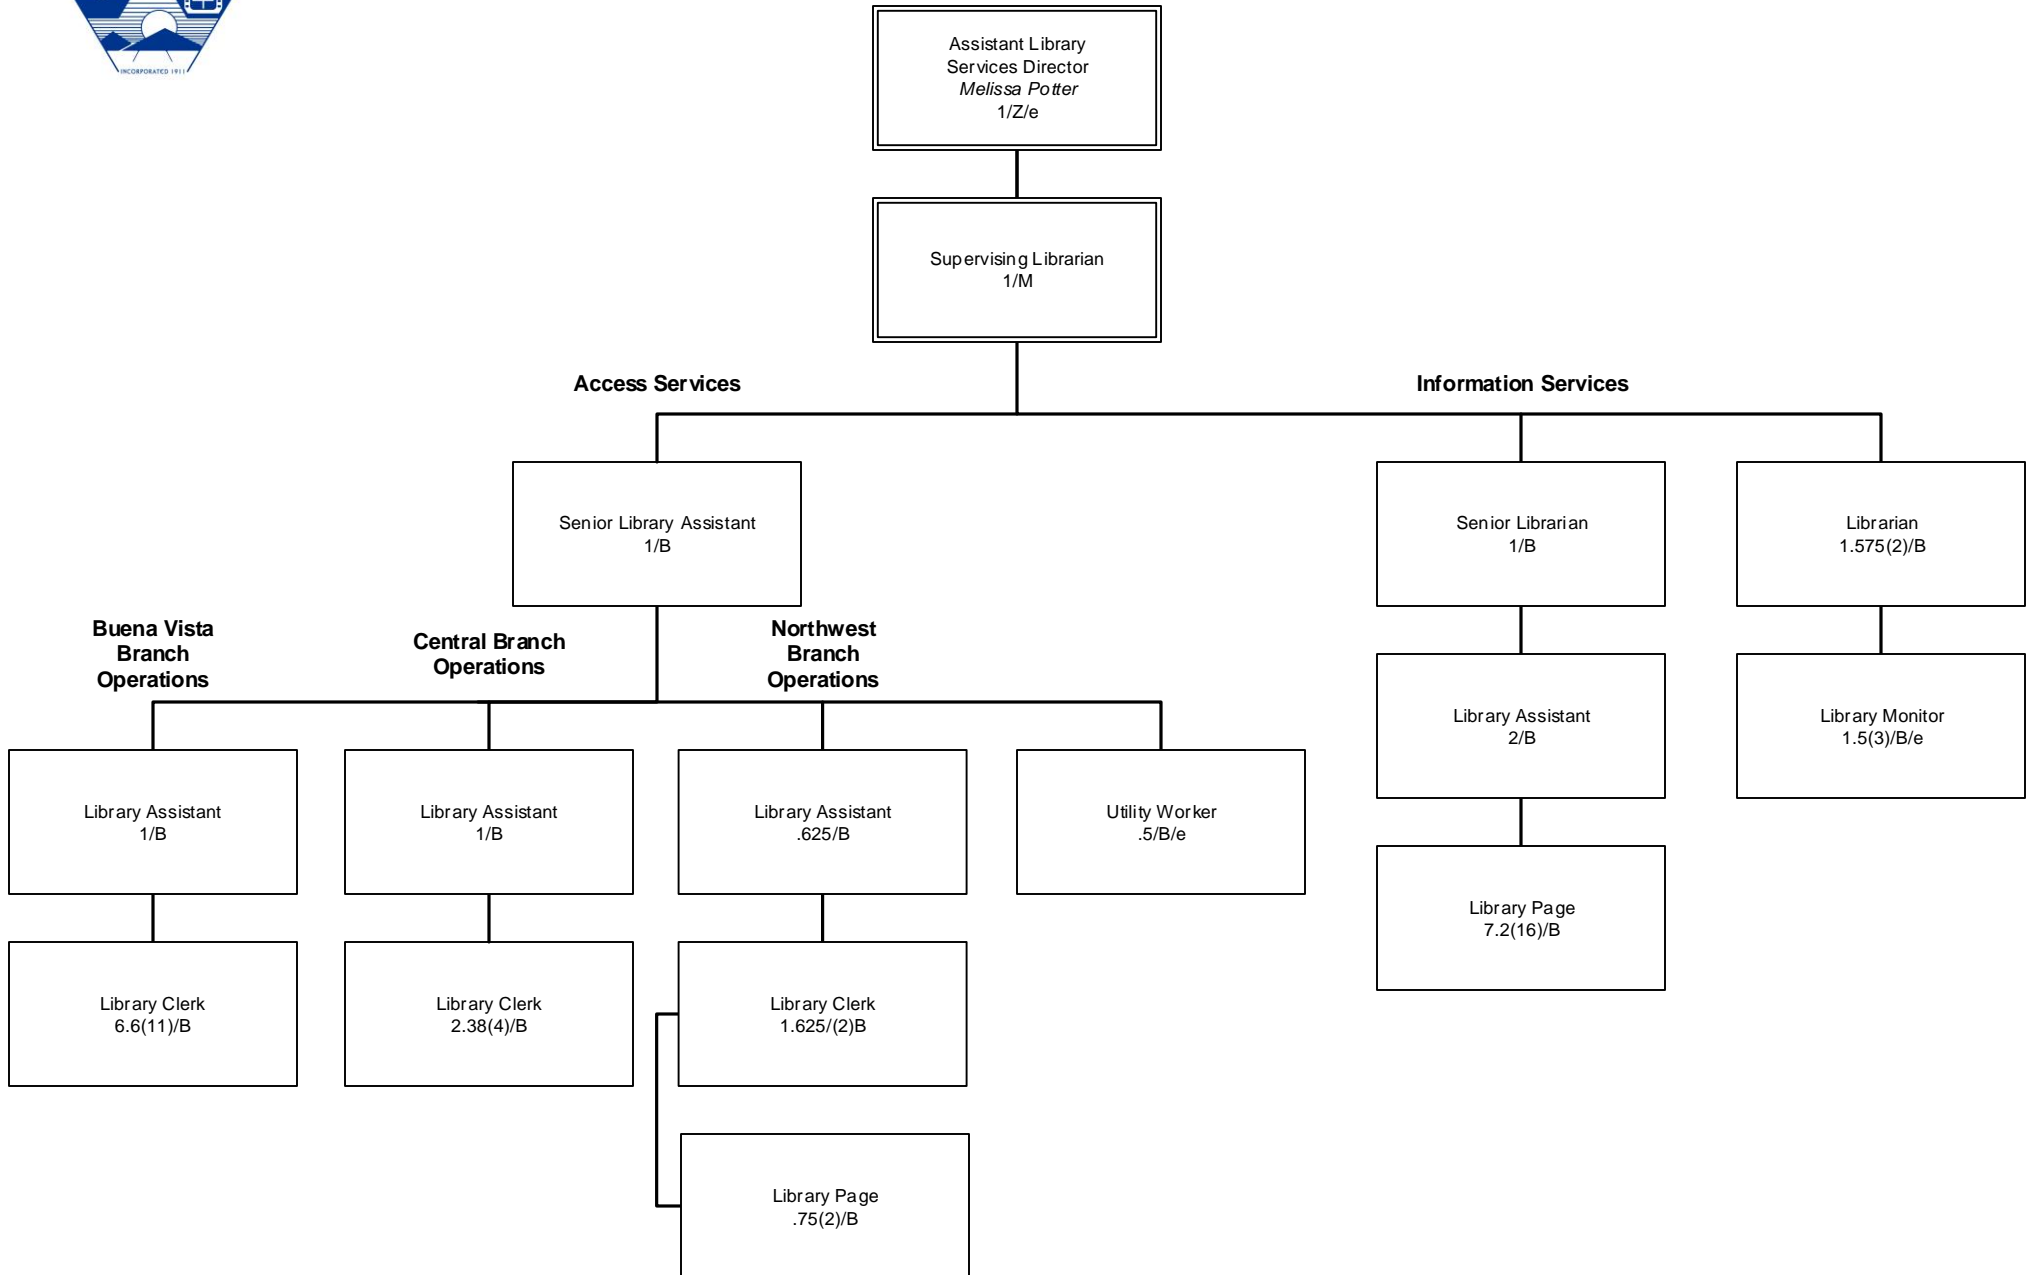 INCORPORATED 1911
Assistant Library
Services Director
Melissa Potter
1/Z/e
Supervising Librarian
1/M
Access Services
Information Services
Senior Library Assistant
1/B
Senior Librarian
1/B
Librarian
1.575(2)/B
Buena Vista
Branch
Operations
Central Branch
Operations
Northwest
Branch
Operations
Library Assistant
2/B
Library Monitor
1.5(3)/B/e
Library Assistant
1/B
Library Assistant
1/B
Library Assistant
.625/B
Utility Worker
.5/B/e
Library Page
7.2(16)/B
Library Clerk
6.6(11)/B
Library Clerk
2.38(4)/B
Library Clerk
1.625/(2)B
Library Page
.75(2)/B